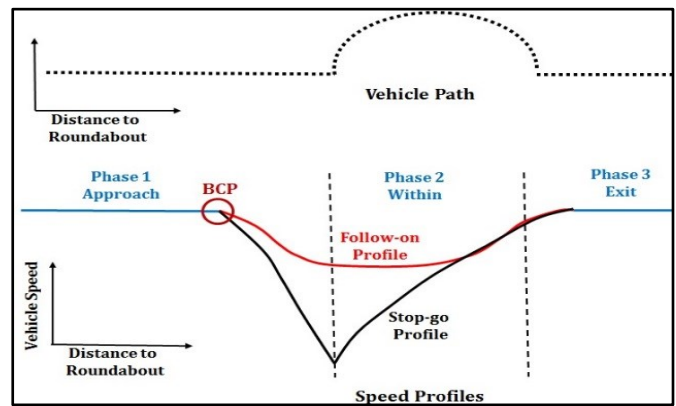 Vehicle Path
Distance to
Roundabout
Phase 1
Approach
BCP
Phase 2
Within
Phase 3
Exit
Follow-on
Profile
Stop-go
Profile
Vehicle Speed
Distance to
Roundabout
Speed Profiles